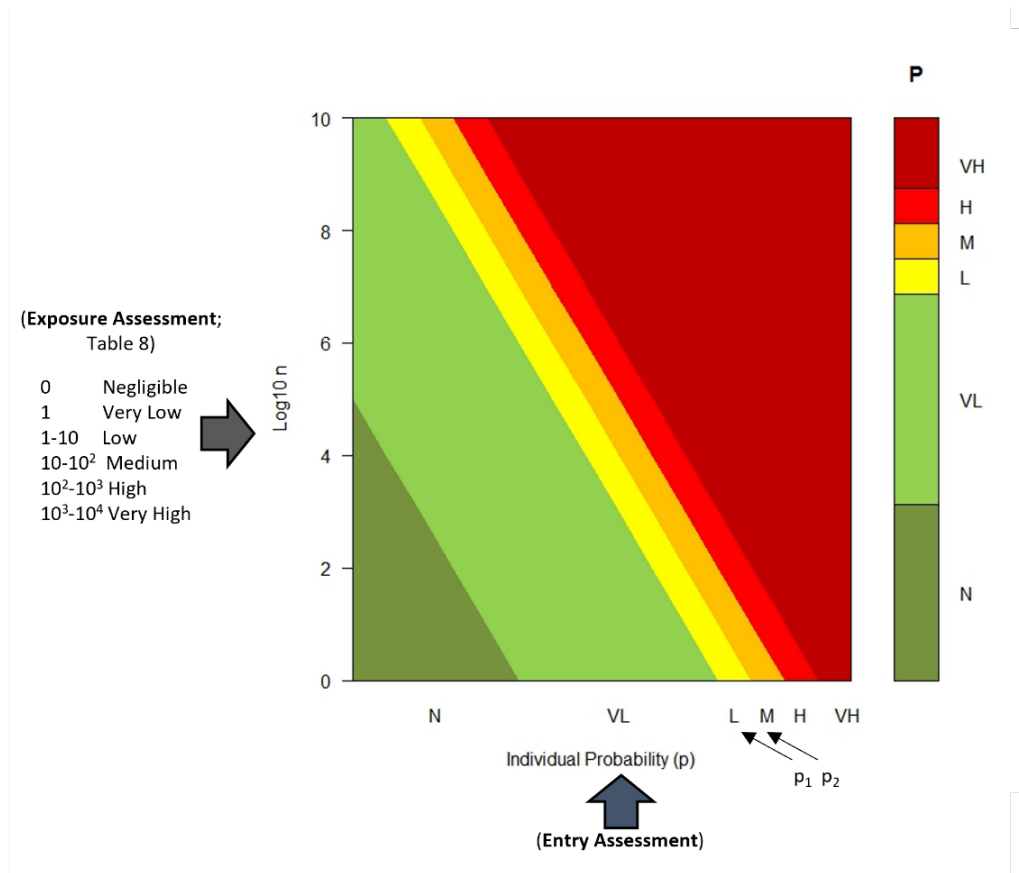 P
10
8
6
4
2
0
Log10 n
(Exposure Assessment;
Table 8)
0 Negligible
1 Very Low
1-10 Low
10-10² Medium
10²-10³ High
10³-10⁴ Very High
VH
H
M
L
VL
N
N VL L M H VH
Individual Probability (p)
p₁ p₂
(Entry Assessment)